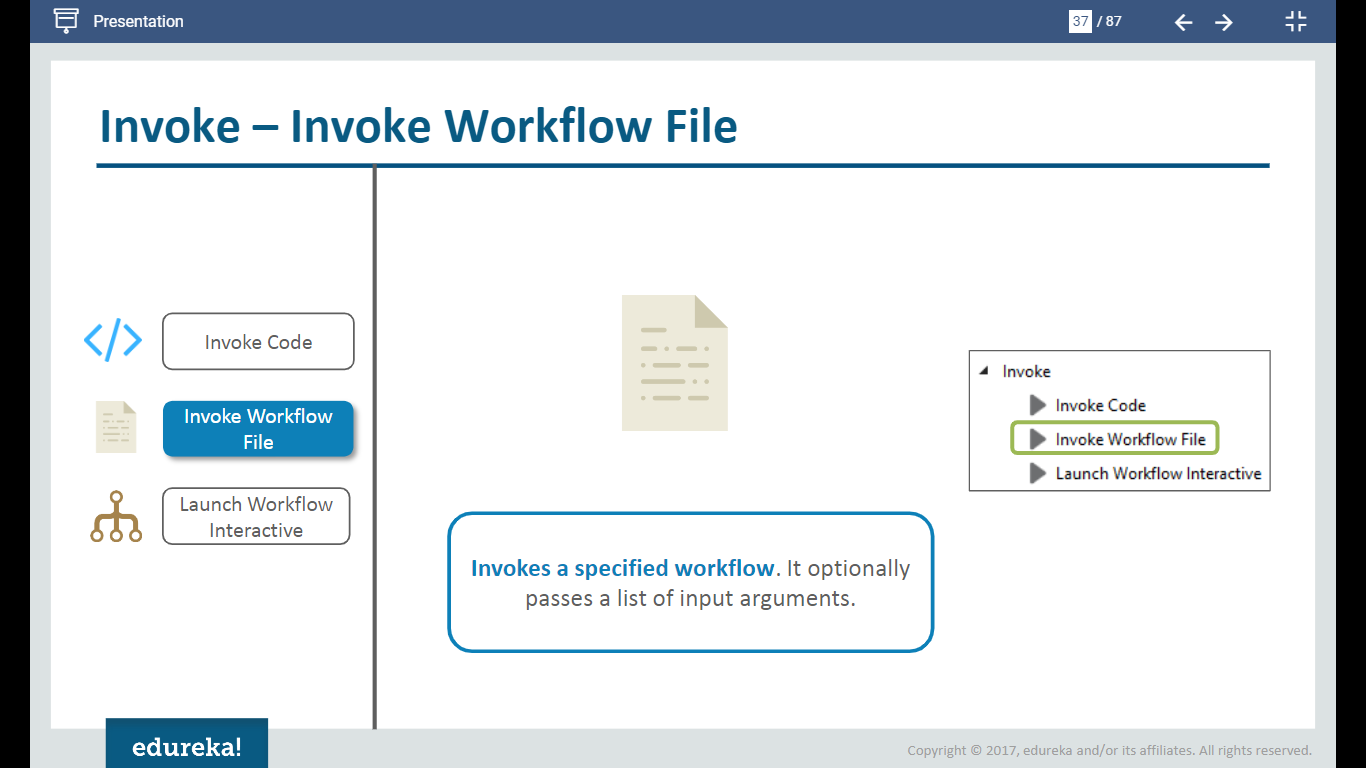 Presentation
37 / 87
Invoke – Invoke Workflow File
Invoke Code
Invoke Workflow
File
Launch Workflow
Interactive
Invokes a specified workflow. It optionally
passes a list of input arguments.
Invoke
Invoke Code
Invoke Workflow File
Launch Workflow Interactive
edureka!
Copyright © 2017, edureka and/or its affiliates. All rights reserved.